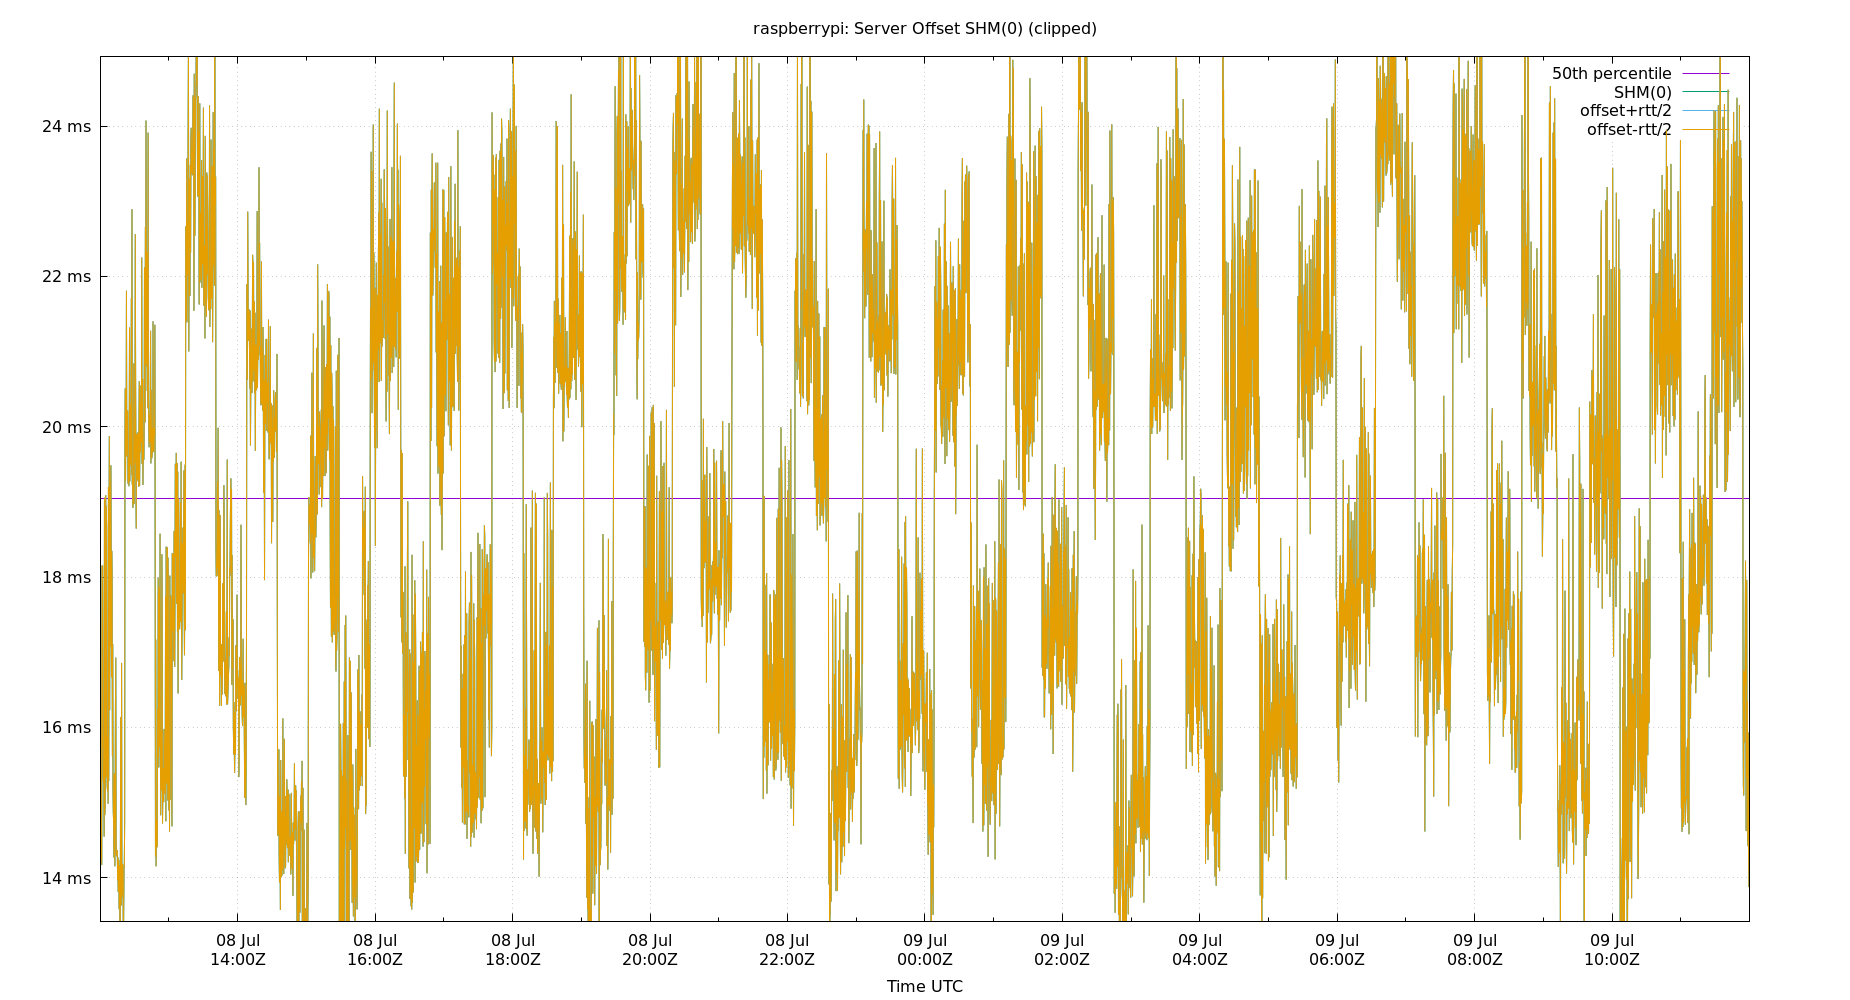 raspberrypi: Server Offset SHM(0) (clipped)
50th percentile
SHM(0)
offset+rtt/2
offset-rtt/2
24 ms
22 ms
20 ms
18 ms
16 ms
14 ms
08 Jul 08 Jul 08 Jul 08 Jul 08 Jul 09 Jul 09 Jul 09 Jul 09 Jul 09 Jul 09 Jul
14:00Z 16:00Z 18:00Z 20:00Z 22:00Z 00:00Z 02:00Z 04:00Z 06:00Z 08:00Z 10:00Z
Time UTC